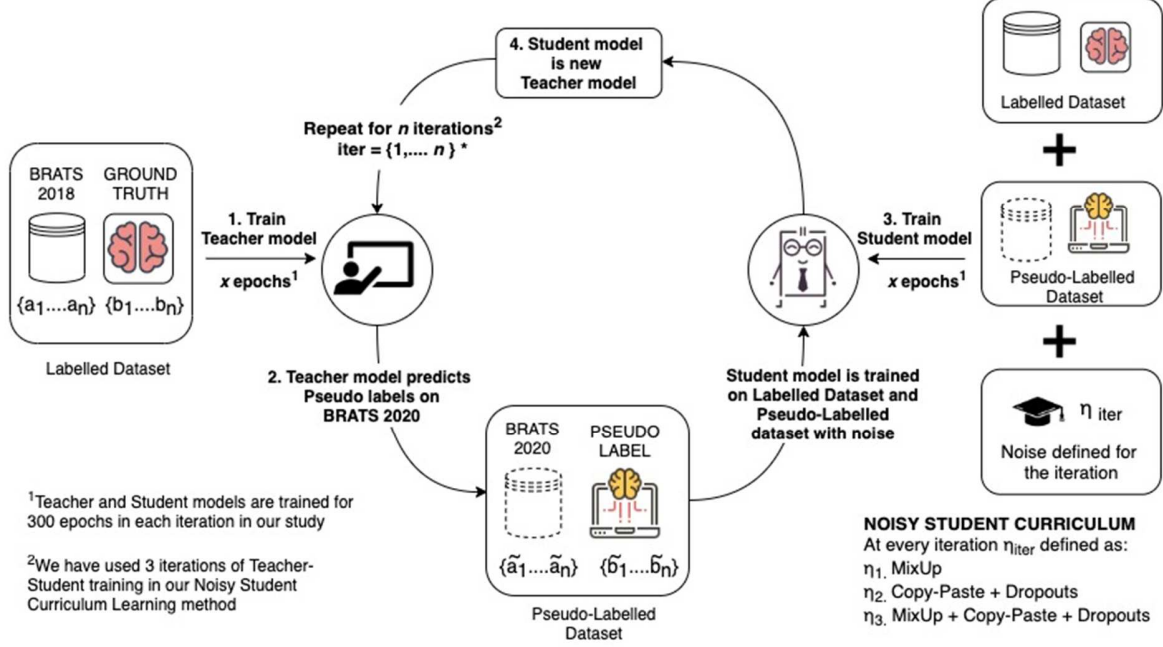 4. Student model
is new
Teacher model
Repeat for n iterations²
iter = {1,.... n } *
BRATS
2018
GROUND
TRUTH
{a₁....aₙ} {b₁....bₙ}
Labelled Dataset
1. Train
Teacher model
x epochs¹
2. Teacher model predicts
Pseudo labels on
BRATS 2020
BRATS
2020
PSEUDO
LABEL
{ã₁....ãₙ} {b̃₁....b̃ₙ}
Pseudo-Labelled
Dataset
Student model is trained
on Labelled Dataset and
Pseudo-Labelled
dataset with noise
3. Train
Student model
x epochs¹
Labelled Dataset
+
Pseudo-Labelled
Dataset
+
η iter
Noise defined for
the iteration
¹Teacher and Student models are trained for
300 epochs in each iteration in our study
²We have used 3 iterations of Teacher-
Student training in our Noisy Student
Curriculum Learning method
NOISY STUDENT CURRICULUM
At every iteration ηiter defined as:
η₁. MixUp
η₂. Copy-Paste + Dropouts
η₃. MixUp + Copy-Paste + Dropouts